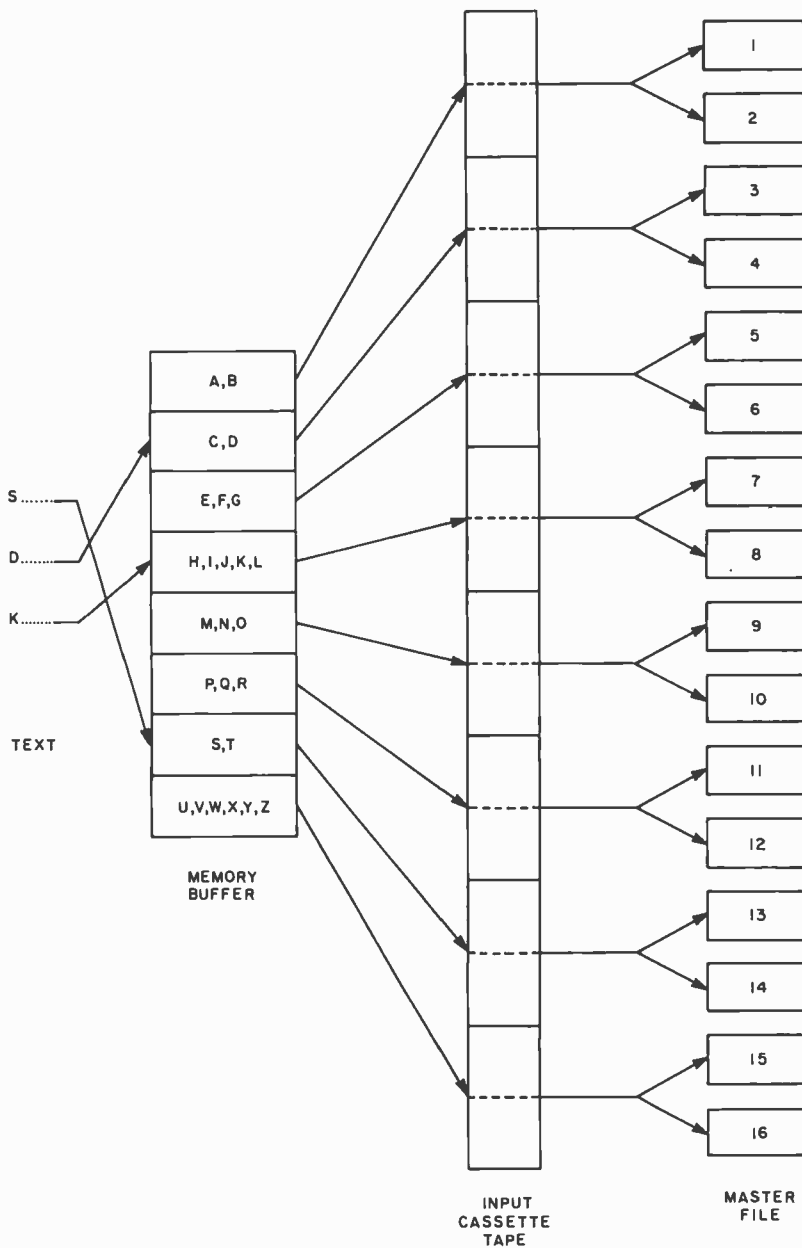 S........
D........
K........
TEXT
A,B
C,D
E,F,G
H,I,J,K,L
M,N,O
P,Q,R
S,T
U,V,W,X,Y,Z
MEMORY
BUFFER
INPUT
CASSETTE
TAPE
1
2
3
4
5
6
7
8
9
10
11
12
13
14
15
16
MASTER
FILE